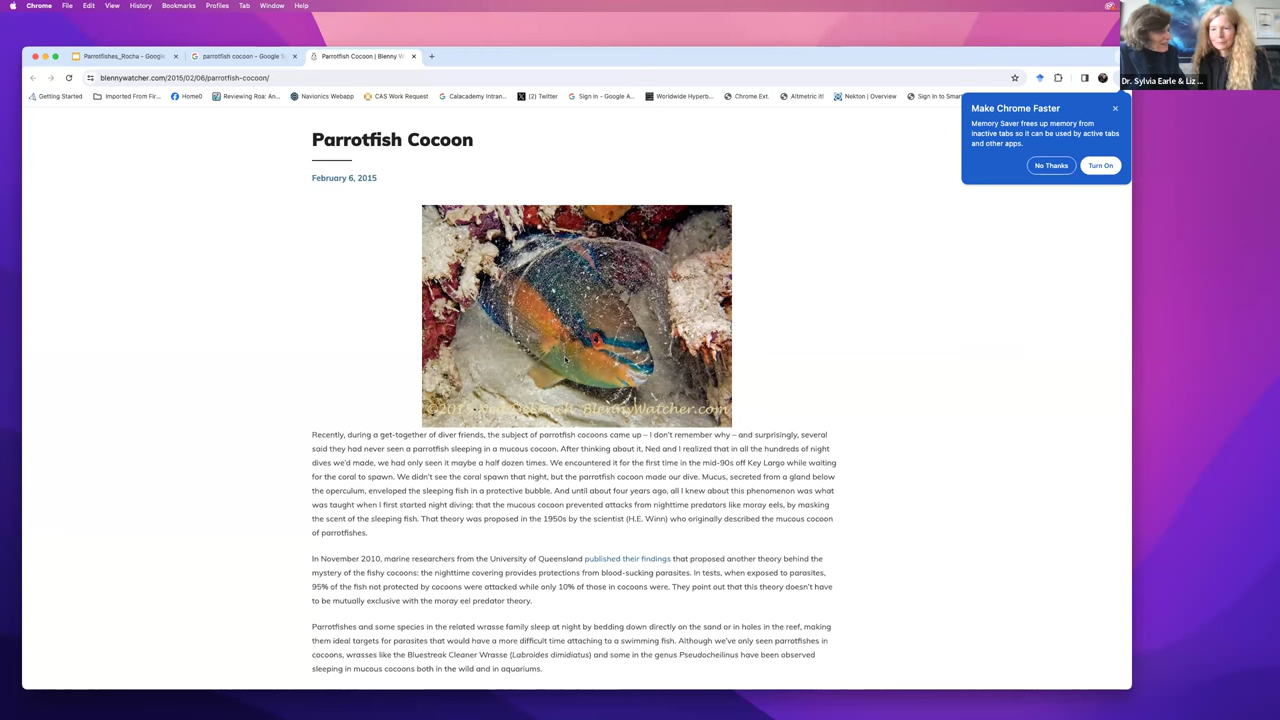 Chrome File Edit View History Bookmarks Profiles Tab Window Help
Parrotfishes_Rocha - Google
parrotfish cocoon - Google S
Parrotfish Cocoon | Blenny W
blennywatcher.com/2015/02/06/parrotfish-cocoon/
Getting Started Imported From Fir... Home0 Reviewing Roa: An... Navionics Webapp CAS Work Request Calacademy Intran... (2) Twitter Sign in - Google A... Worldwide Hyperb... Chrome Ext. Altmetric it! Nekton | Overview Sign In to Smar
Dr. Sylvia Earle & Liz ...
Make Chrome Faster
Memory Saver frees up memory from
inactive tabs so it can be used by active tabs
and other apps.
No Thanks Turn On
Parrotfish Cocoon
February 6, 2015
BlennyWatcher.com
Recently, during a get-together of diver friends, the subject of parrotfish cocoons came up – I don't remember why – and surprisingly, several
said they had never seen a parrotfish sleeping in a mucous cocoon. After thinking about it, Ned and I realized that in all the hundreds of night
dives we'd made, we had only seen it maybe a half dozen times. We encountered it for the first time in the mid-90s off Key Largo while waiting
for the coral to spawn. We didn't see the coral spawn that night, but the parrotfish cocoon made our dive. Mucus, secreted from a gland below
the operculum, enveloped the sleeping fish in a protective bubble. And until about four years ago, all I knew about this phenomenon was what
was taught when I first started night diving: that the mucous cocoon prevented attacks from nighttime predators like moray eels, by masking
the scent of the sleeping fish. That theory was proposed in the 1950s by the scientist (H.E. Winn) who originally described the mucous cocoon
of parrotfishes.
In November 2010, marine researchers from the University of Queensland published their findings that proposed another theory behind the
mystery of the fishy cocoons: the nighttime covering provides protections from blood-sucking parasites. In tests, when exposed to parasites,
95% of the fish not protected by cocoons were attacked while only 10% of those in cocoons were. They point out that this theory doesn't have
to be mutually exclusive with the moray eel predator theory.
Parrotfishes and some species in the related wrasse family sleep at night by bedding down directly on the sand or in holes in the reef, making
them ideal targets for parasites that would have a more difficult time attaching to a swimming fish. Although we've only seen parrotfishes in
cocoons, wrasses like the Bluestreak Cleaner Wrasse (Labroides dimidiatus) and some in the genus Pseudocheilinus have been observed
sleeping in mucous cocoons both in the wild and in aquariums.